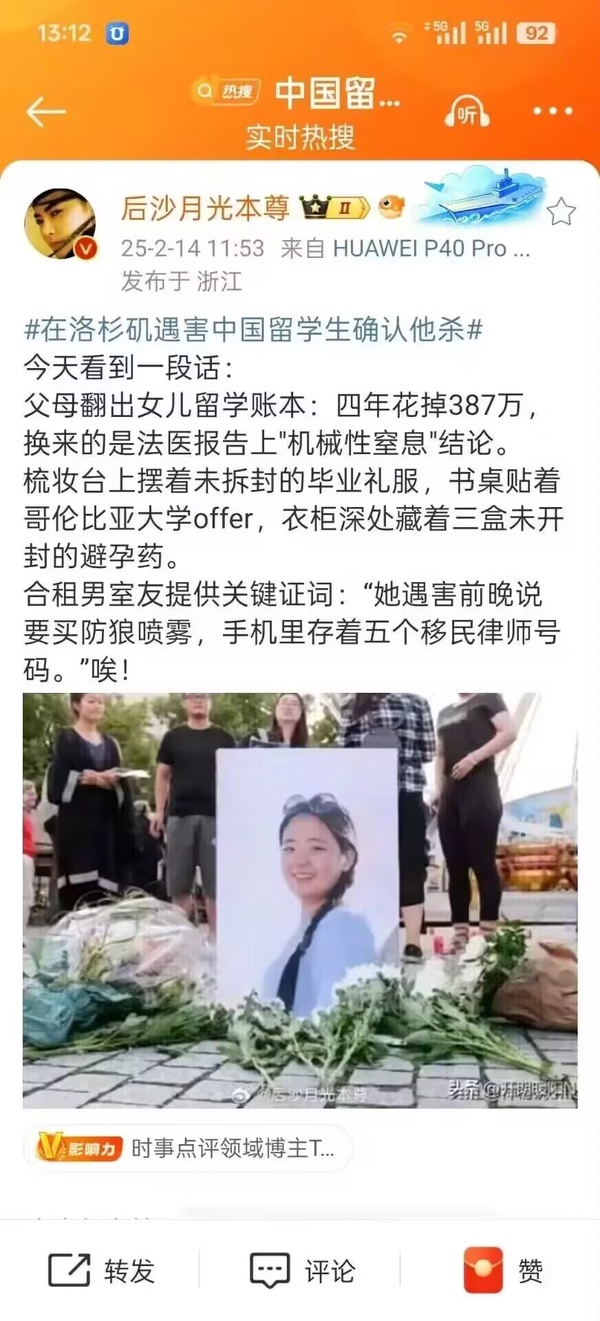 13:12
5G
5G
92
热搜
中国留...
听
实时热搜
后沙月光本尊
II
25-2-14 11:53 来自 HUAWEI P40 Pro ...
发布于 浙江
#在洛杉矶遇害中国留学生确认他杀#
今天看到一段话：
父母翻出女儿留学账本：四年花掉387万，
换来的是法医报告上"机械性窒息"结论。
梳妆台上摆着未拆封的毕业礼服，书桌贴着
哥伦比亚大学offer，衣柜深处藏着三盒未开
封的避孕药。
合租男室友提供关键证词：“她遇害前晚说
要买防狼喷雾，手机里存着五个移民律师号
码。”唉！
@后沙月光本尊
影响力
时事点评领域博主T...
转发
评论
赞